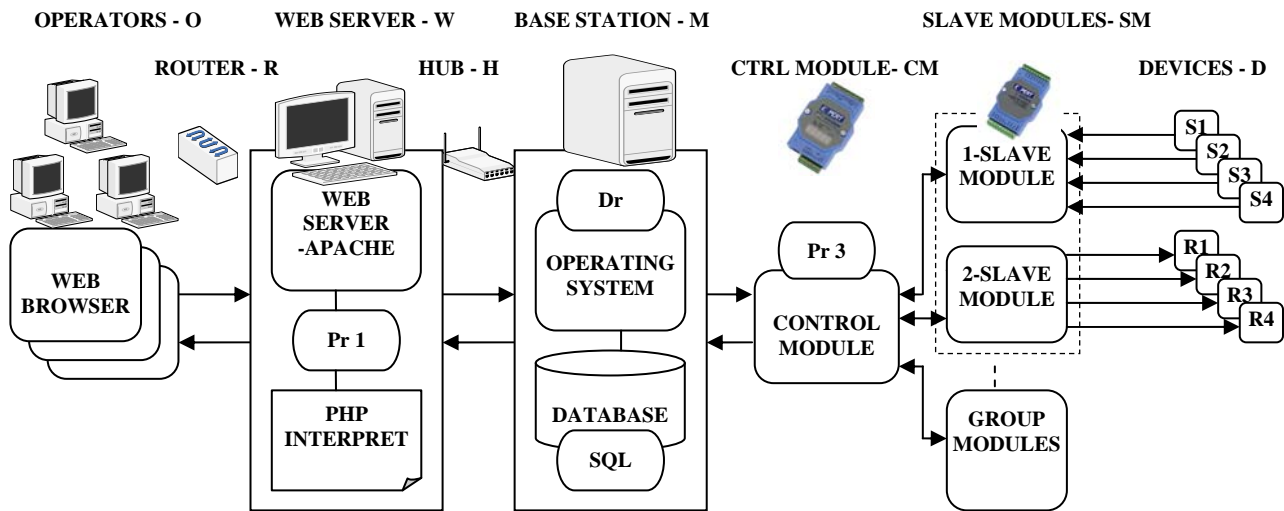 OPERATORS - O
WEB SERVER - W
BASE STATION - M
SLAVE MODULES- SM
ROUTER - R
HUB - H
CTRL MODULE- CM
DEVICES - D
WEB
BROWSER
WEB
SERVER
-APACHE
Pr 1
PHP
INTERPRET
Dr
OPERATING
SYSTEM
DATABASE
SQL
Pr 3
CONTROL
MODULE
1-SLAVE
MODULE
2-SLAVE
MODULE
GROUP
MODULES
S1
S2
S3
S4
R1
R2
R3
R4